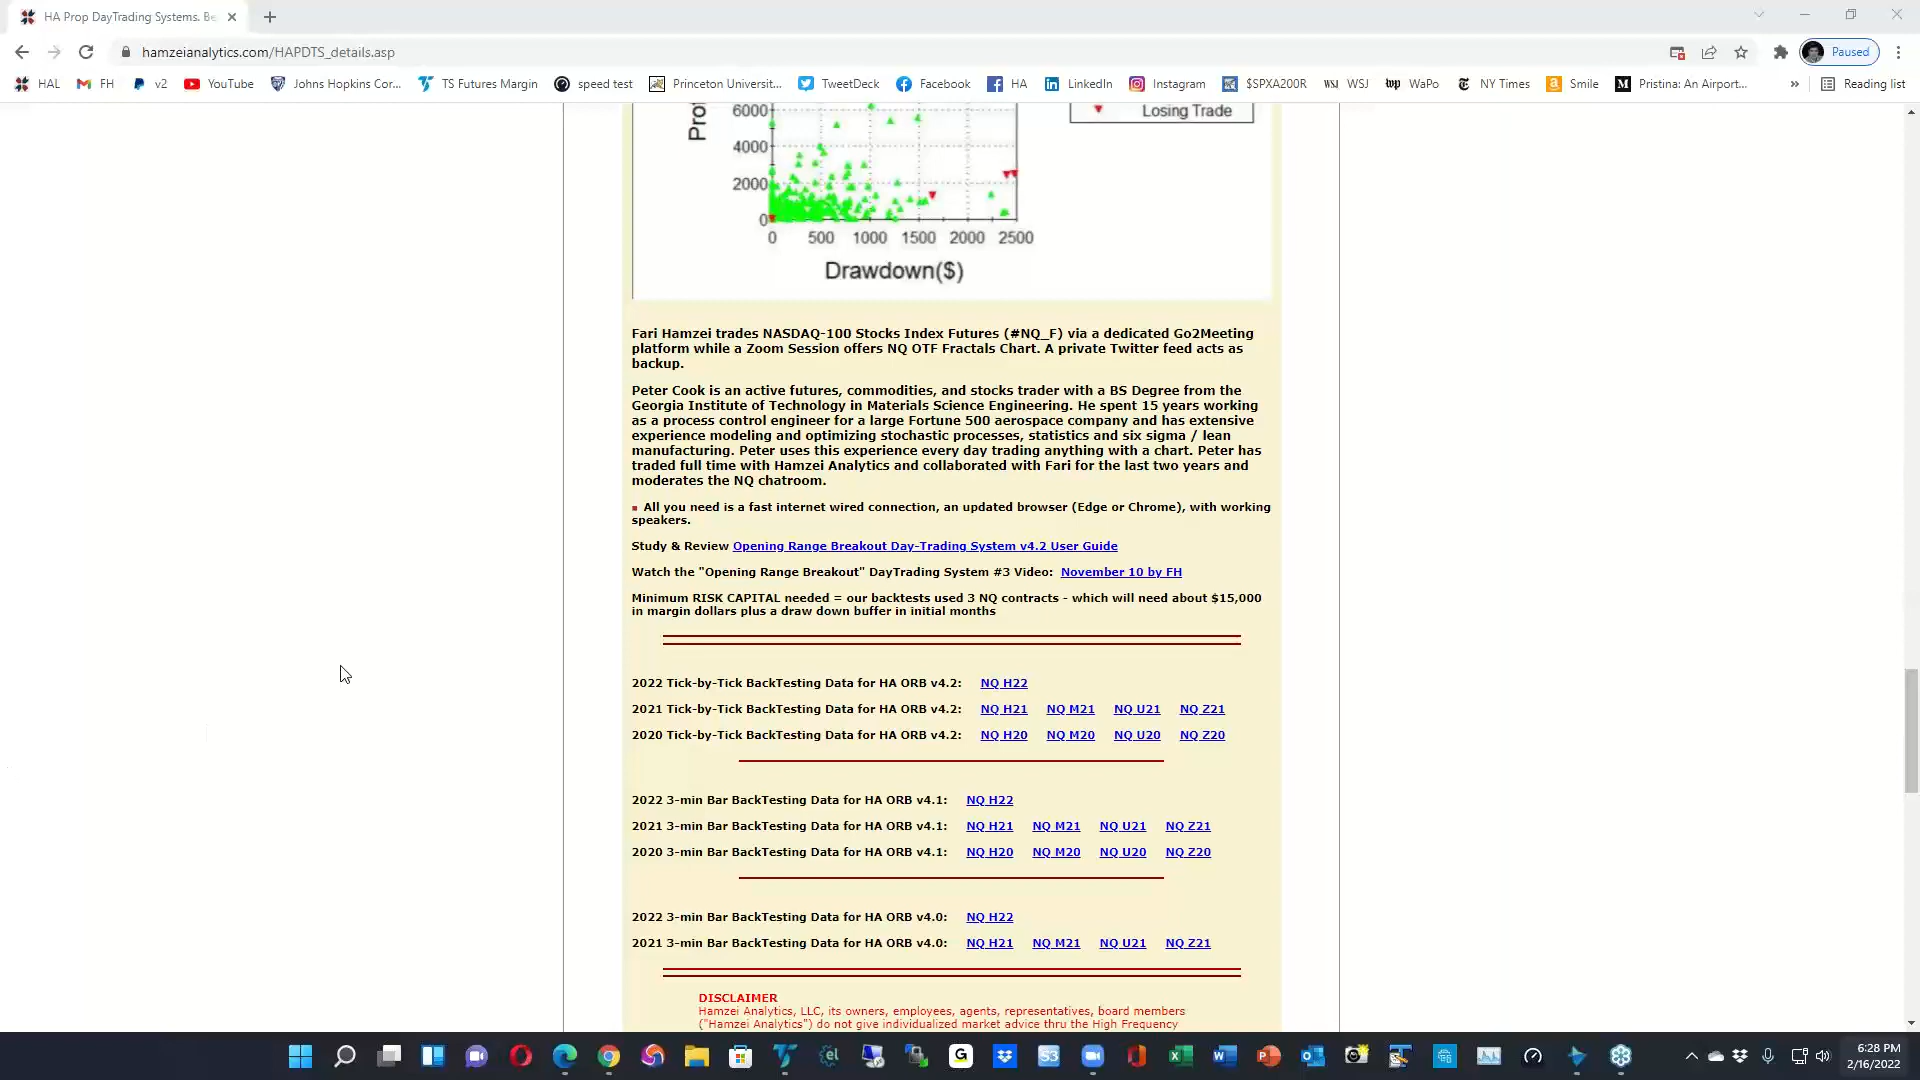 HA Prop DayTrading Systems. Be
hamzeianalytics.com/HAPDTS_details.asp
Paused
HAL
FH
v2
YouTube
Johns Hopkins Cor...
TS Futures Margin
speed test
Princeton Universit...
TweetDeck
Facebook
HA
LinkedIn
Instagram
$SPXA200R
WSJ WSJ
wp WaPo
NY Times
Smile
Pristina: An Airport...
»
Reading list
Pro
6000
4000
2000
0
0 500 1000 1500 2000 2500
Drawdown($)
Losing Trade
Fari Hamzei trades NASDAQ-100 Stocks Index Futures (#NQ_F) via a dedicated Go2Meeting
platform while a Zoom Session offers NQ OTF Fractals Chart. A private Twitter feed acts as
backup.
Peter Cook is an active futures, commodities, and stocks trader with a BS Degree from the
Georgia Institute of Technology in Materials Science Engineering. He spent 15 years working
as a process control engineer for a large Fortune 500 aerospace company and has extensive
experience modeling and optimizing stochastic processes, statistics and six sigma / lean
manufacturing. Peter uses this experience every day trading anything with a chart. Peter has
traded full time with Hamzei Analytics and collaborated with Fari for the last two years and
moderates the NQ chatroom.
All you need is a fast internet wired connection, an updated browser (Edge or Chrome), with working
speakers.
Study & Review Opening Range Breakout Day-Trading System v4.2 User Guide
Watch the "Opening Range Breakout" DayTrading System #3 Video: November 10 by FH
Minimum RISK CAPITAL needed = our backtests used 3 NQ contracts - which will need about $15,000
in margin dollars plus a draw down buffer in initial months
2022 Tick-by-Tick BackTesting Data for HA ORB v4.2: NQ H22
2021 Tick-by-Tick BackTesting Data for HA ORB v4.2: NQ H21 NQ M21 NQ U21 NQ Z21
2020 Tick-by-Tick BackTesting Data for HA ORB v4.2: NQ H20 NQ M20 NQ U20 NQ Z20
2022 3-min Bar BackTesting Data for HA ORB v4.1: NQ H22
2021 3-min Bar BackTesting Data for HA ORB v4.1: NQ H21 NQ M21 NQ U21 NQ Z21
2020 3-min Bar BackTesting Data for HA ORB v4.1: NQ H20 NQ M20 NQ U20 NQ Z20
2022 3-min Bar BackTesting Data for HA ORB v4.0: NQ H22
2021 3-min Bar BackTesting Data for HA ORB v4.0: NQ H21 NQ M21 NQ U21 NQ Z21
DISCLAIMER
Hamzei Analytics, LLC, its owners, employees, agents, representatives, board members
("Hamzei Analytics") do not give individualized market advice thru the High Frequency
6:28 PM
2/16/2022